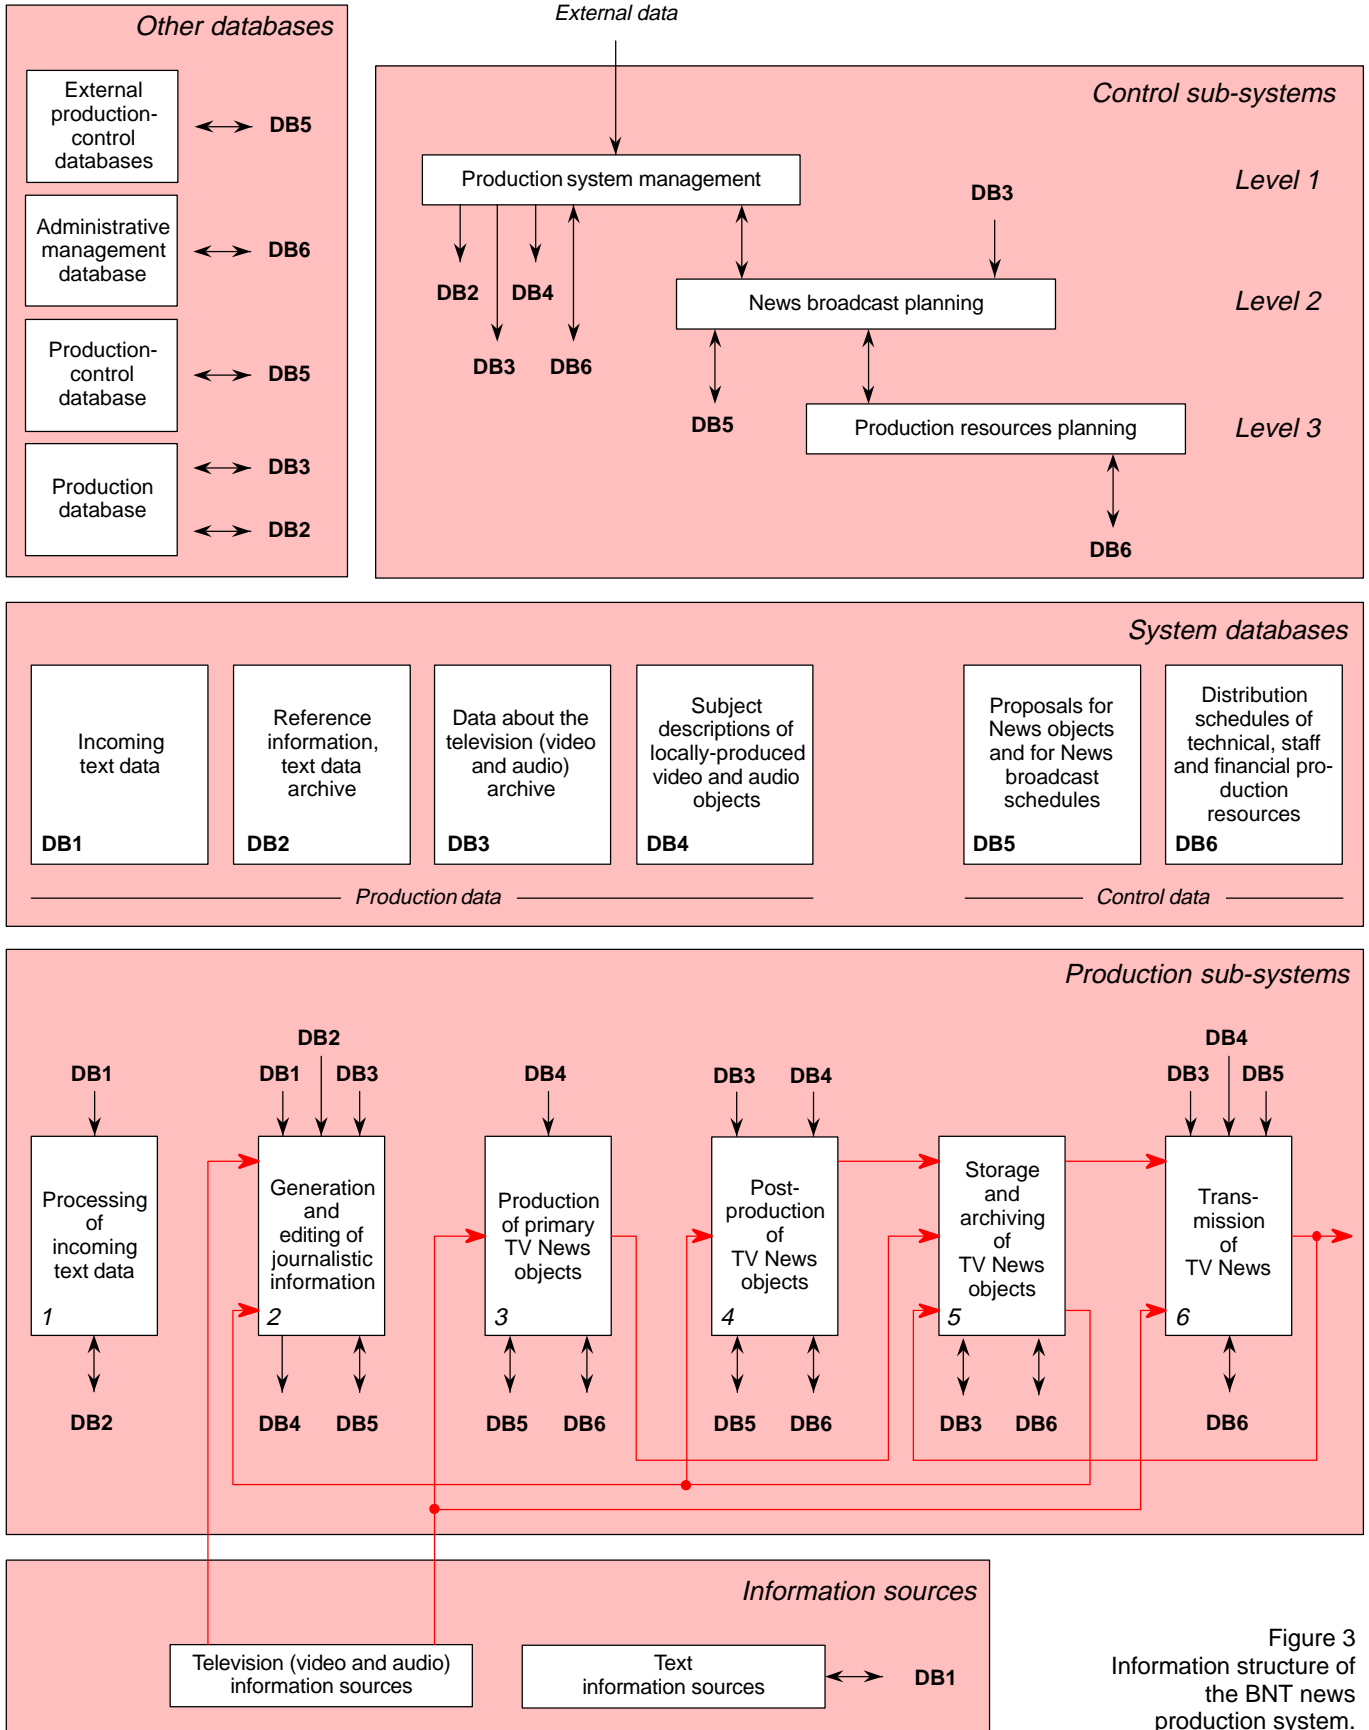 External data
Other databases
External
production-
control
databases
DB5
Administrative
management
database
DB6
Production-
control
database
DB5
Production
database
DB3
DB2
Control sub-systems
Production system management
Level 1
DB3
DB2
DB4
DB3
DB6
News broadcast planning
Level 2
DB5
Production resources planning
Level 3
DB6
System databases
Incoming
text data
DB1
Reference
information,
text data
archive
DB2
Data about the
television (video
and audio)
archive
DB3
Subject
descriptions of
locally-produced
video and audio
objects
DB4
Proposals for
News objects
and for News
broadcast
schedules
DB5
Distribution
schedules of
technical, staff
and financial pro-
duction
resources
DB6
Production data
Control data
Production sub-systems
DB1
Processing
of
incoming
text data
1
DB2
DB2
DB1
DB3
Generation
and
editing of
journalistic
information
2
DB4
DB5
DB4
Production
of primary
TV News
objects
3
DB5
DB6
DB3
DB4
Post-
production
of
TV News
objects
4
DB5
DB6
Storage
and
archiving
of
TV News
objects
5
DB3
DB6
DB4
DB3
DB5
Trans-
mission
of
TV News
6
DB6
Information sources
Television (video and audio)
information sources
Text
information sources
DB1
Figure 3
Information structure of
the BNT news
production system.